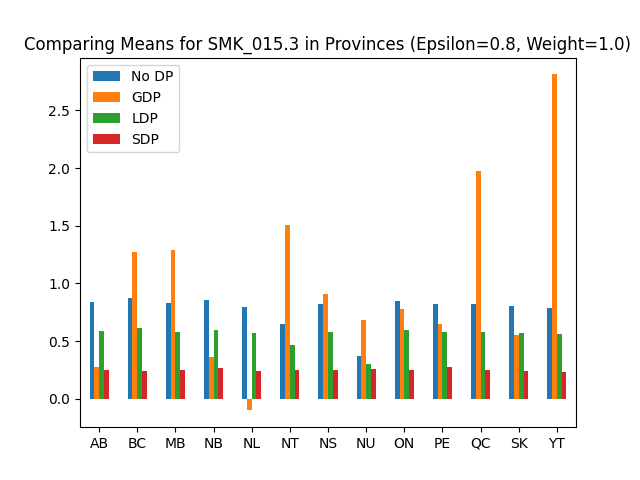 Comparing Means for SMK_015.3 in Provinces (Epsilon=0.8, Weight=1.0)
No DP
GDP
LDP
SDP
2.5
2.0
1.5
1.0
0.5
0.0
AB BC MB NB NL NT NS NU ON PE QC SK YT